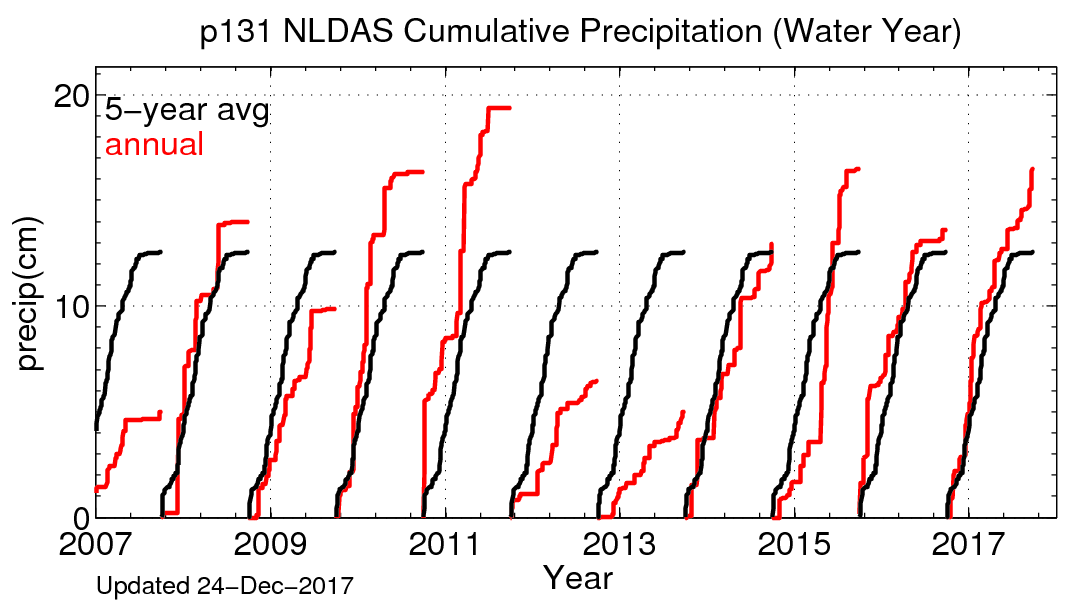 p131 NLDAS Cumulative Precipitation (Water Year)
20
5−year avg
annual
precip(cm)
10
0
2007 2009 2011 2013 2015 2017
Year
Updated 24−Dec−2017